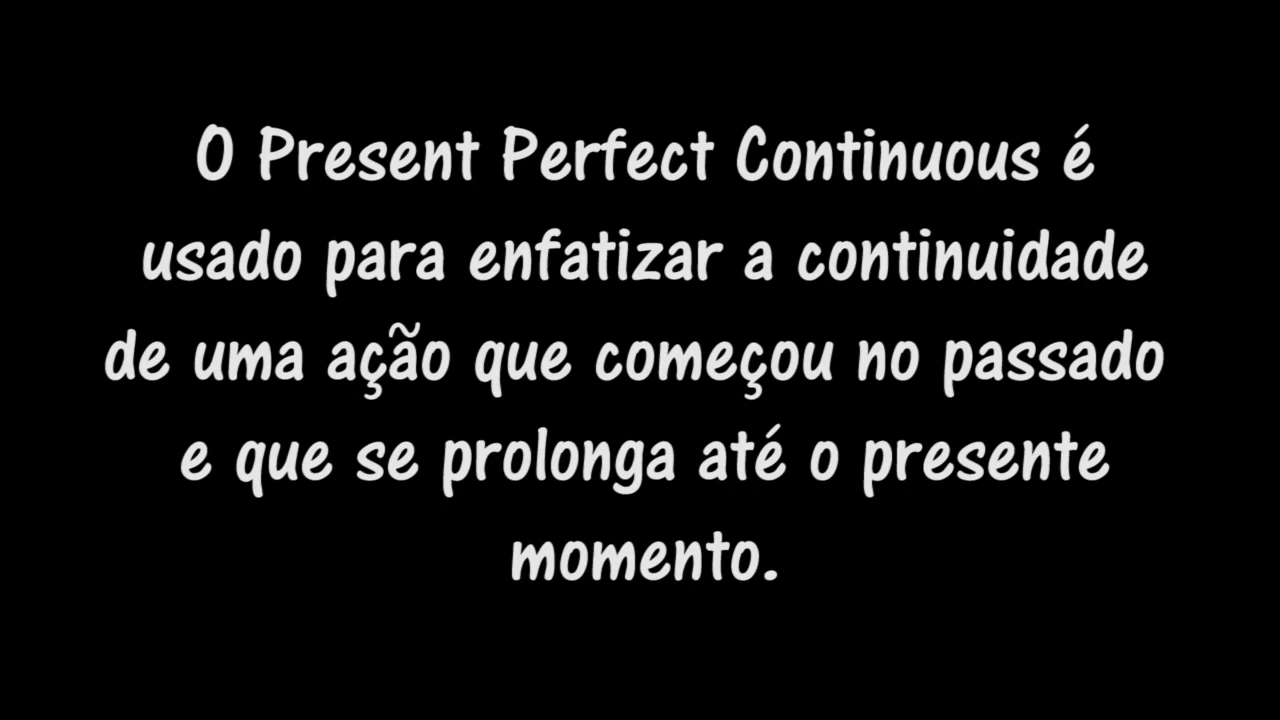 O Present Perfect Continuous é
usado para enfatizar a continuidade
de uma ação que começou no passado
e que se prolonga até o presente
momento.